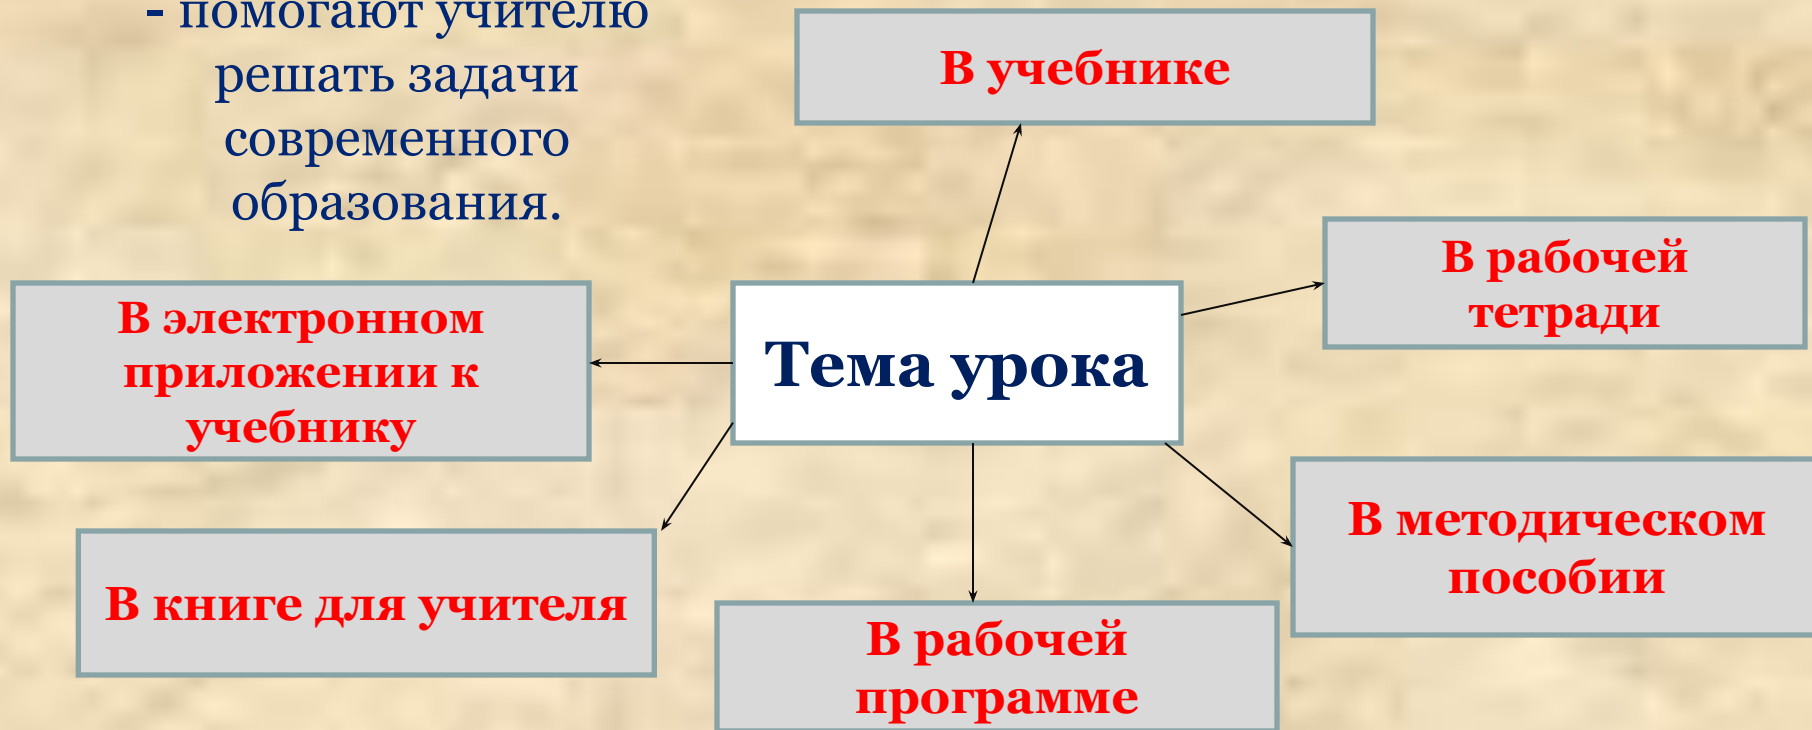 - помогают учителю
решать задачи
современного
образования.
В учебнике
В рабочей
тетради
В электронном
приложении к
учебнику
Тема урока
В методическом
пособии
В книге для учителя
В рабочей
программе